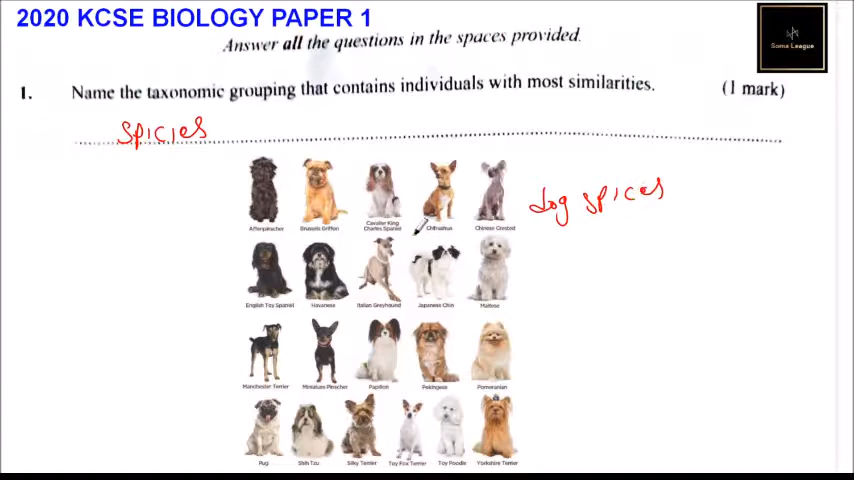 2020 KCSE BIOLOGY PAPER 1
Answer all the questions in the spaces provided.
Soma League
1. Name the taxonomic grouping that contains individuals with most similarities. (1 mark)
Spicies
dog spices
Affenpinscher Brussels Griffon Cavalier King Charles Spaniel Chihuahua Chinese Crested
English Toy Spaniel Havanese Italian Greyhound Japanese Chin Maltese
Manchester Terrier Miniature Pinscher Papillon Pekingese Pomeranian
Pug Shih Tzu Silky Terrier Toy Fox Terrier Toy Poodle Yorkshire Terrier